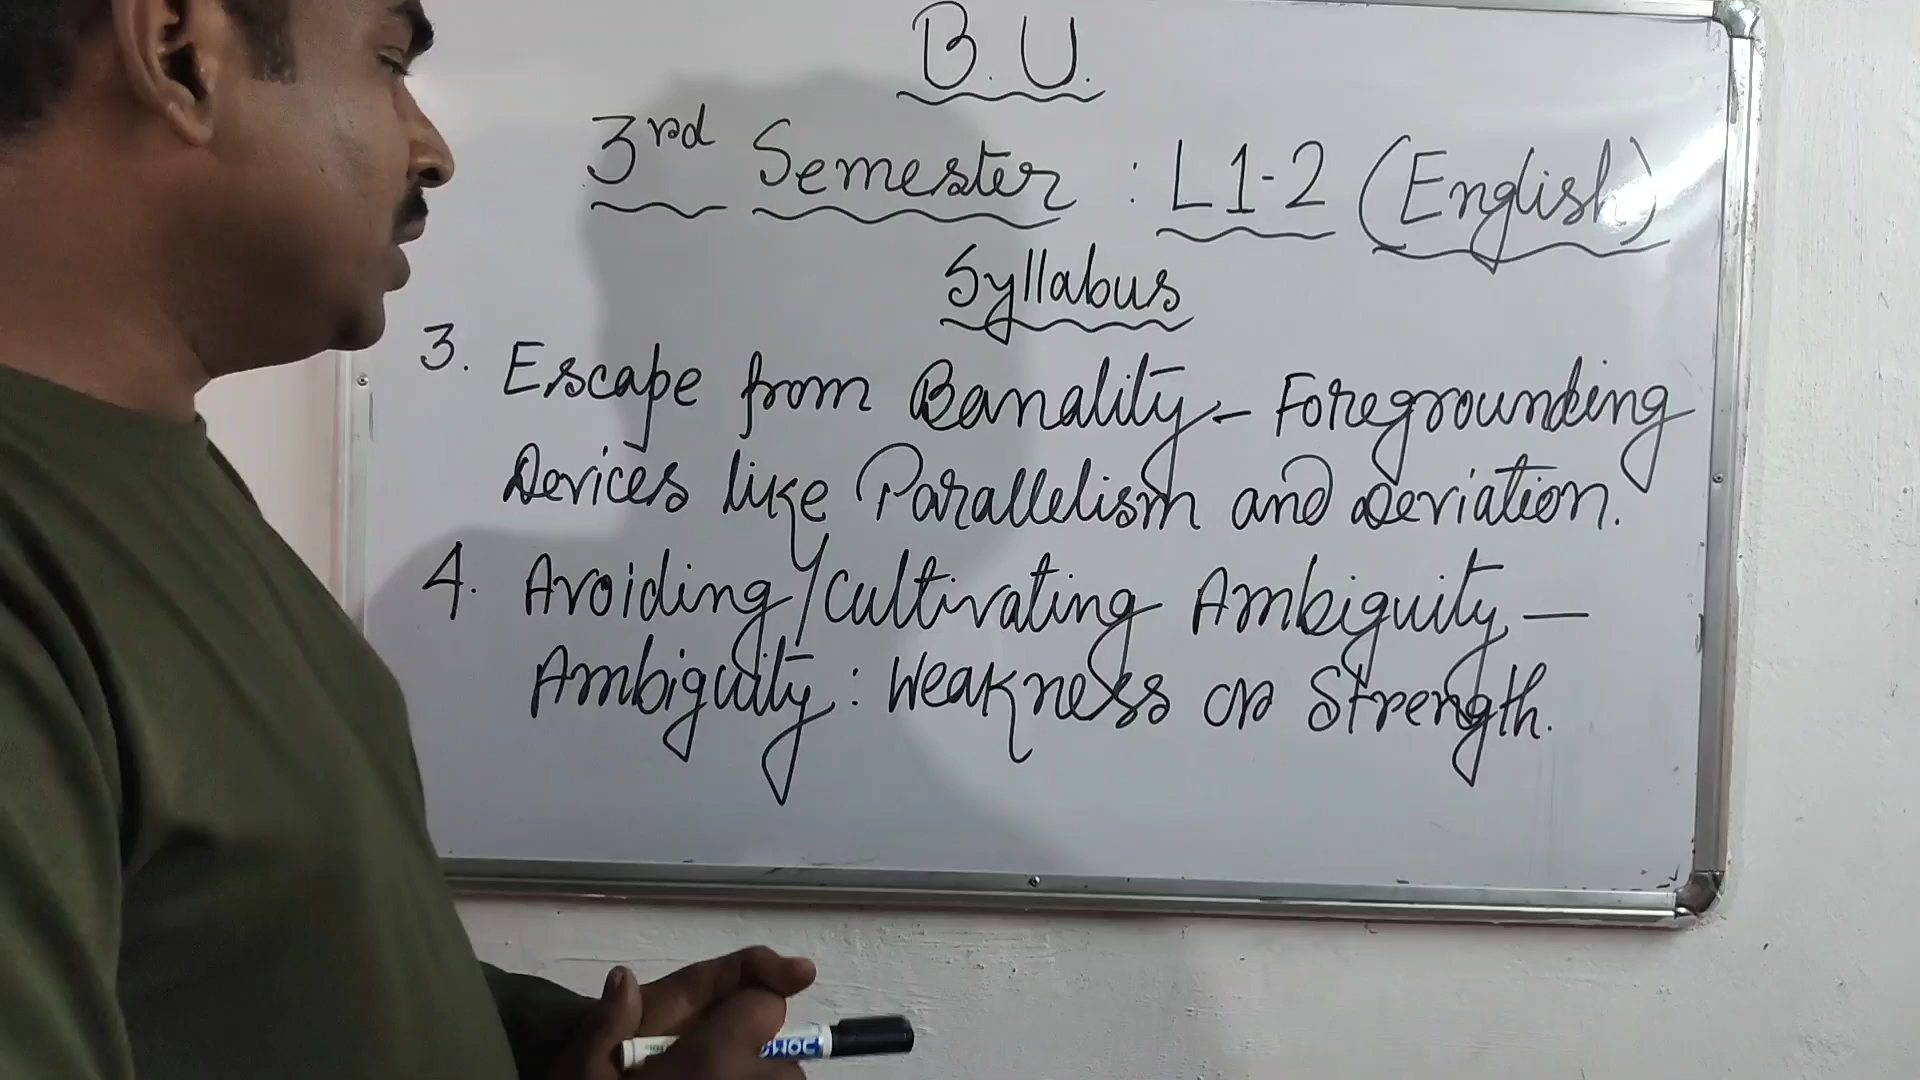 B.U.
3rd Semester : L1-2 (English)
Syllabus
3. Escape from Banality - Foregrounding
Devices like Parallelism and Deviation.
4. Avoiding/Cultivating Ambiguity —
Ambiguity : Weakness or Strength.
DOMS